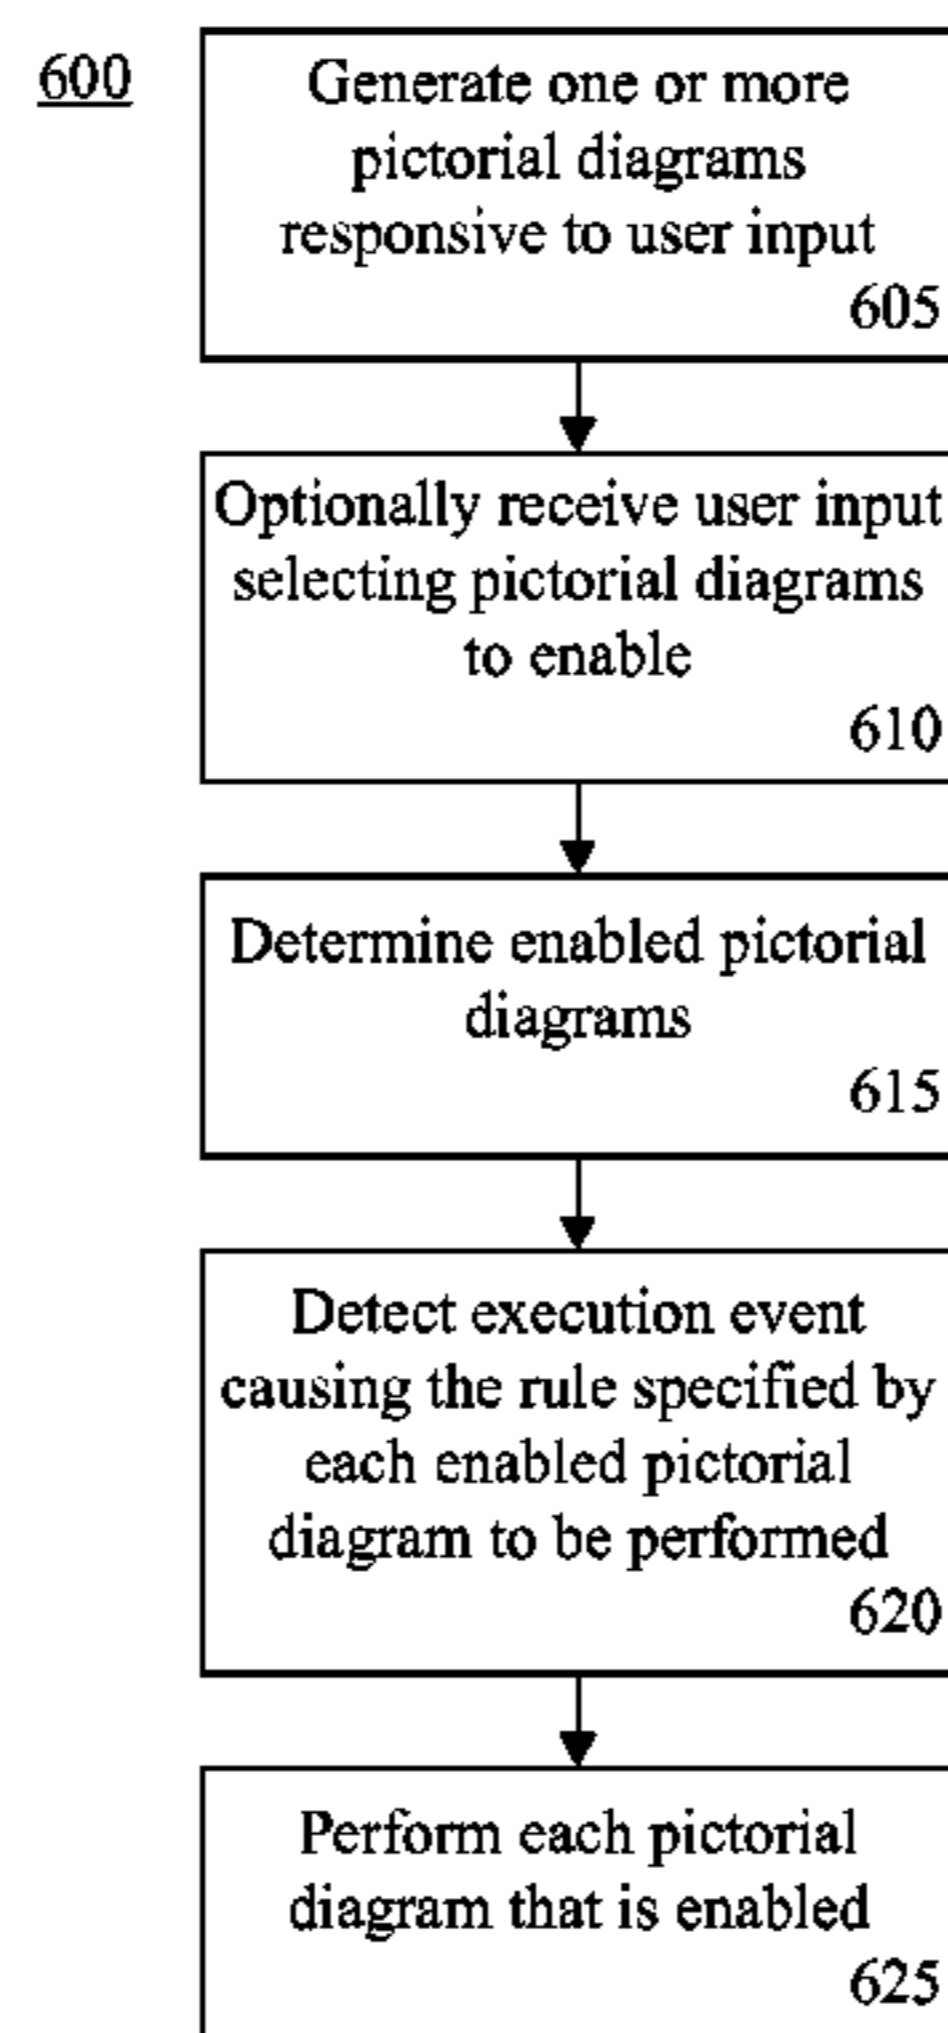 600
Generate one or more
pictorial diagrams
responsive to user input
605
Optionally receive user input
selecting pictorial diagrams
to enable
610
Determine enabled pictorial
diagrams
615
Detect execution event
causing the rule specified by
each enabled pictorial
diagram to be performed
620
Perform each pictorial
diagram that is enabled
625